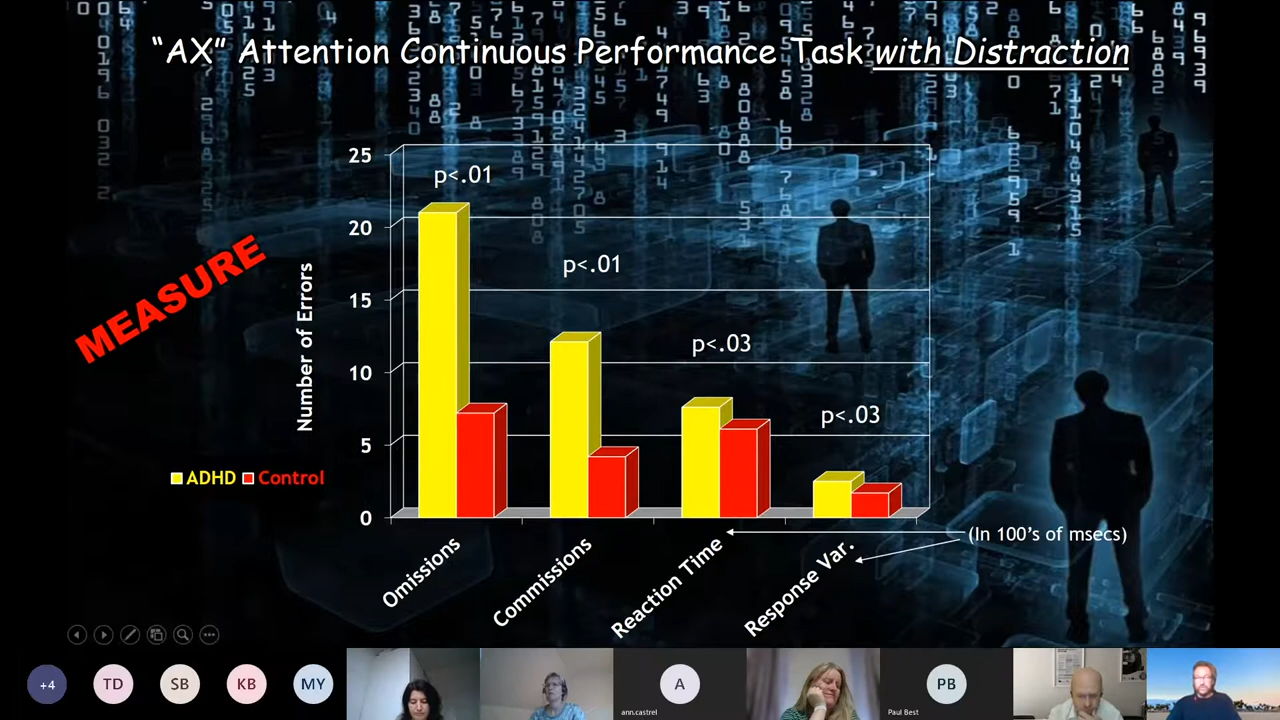 “AX” Attention Continuous Performance Task with Distraction
MEASURE
Number of Errors
25
20
15
10
5
0
p<.01
p<.01
p<.03
p<.03
ADHD Control
Omissions
Commissions
Reaction Time
Response Var.
(In 100’s of msecs)
+4
TD
SB
KB
MY
A
ann.castrel
PB
Paul Best